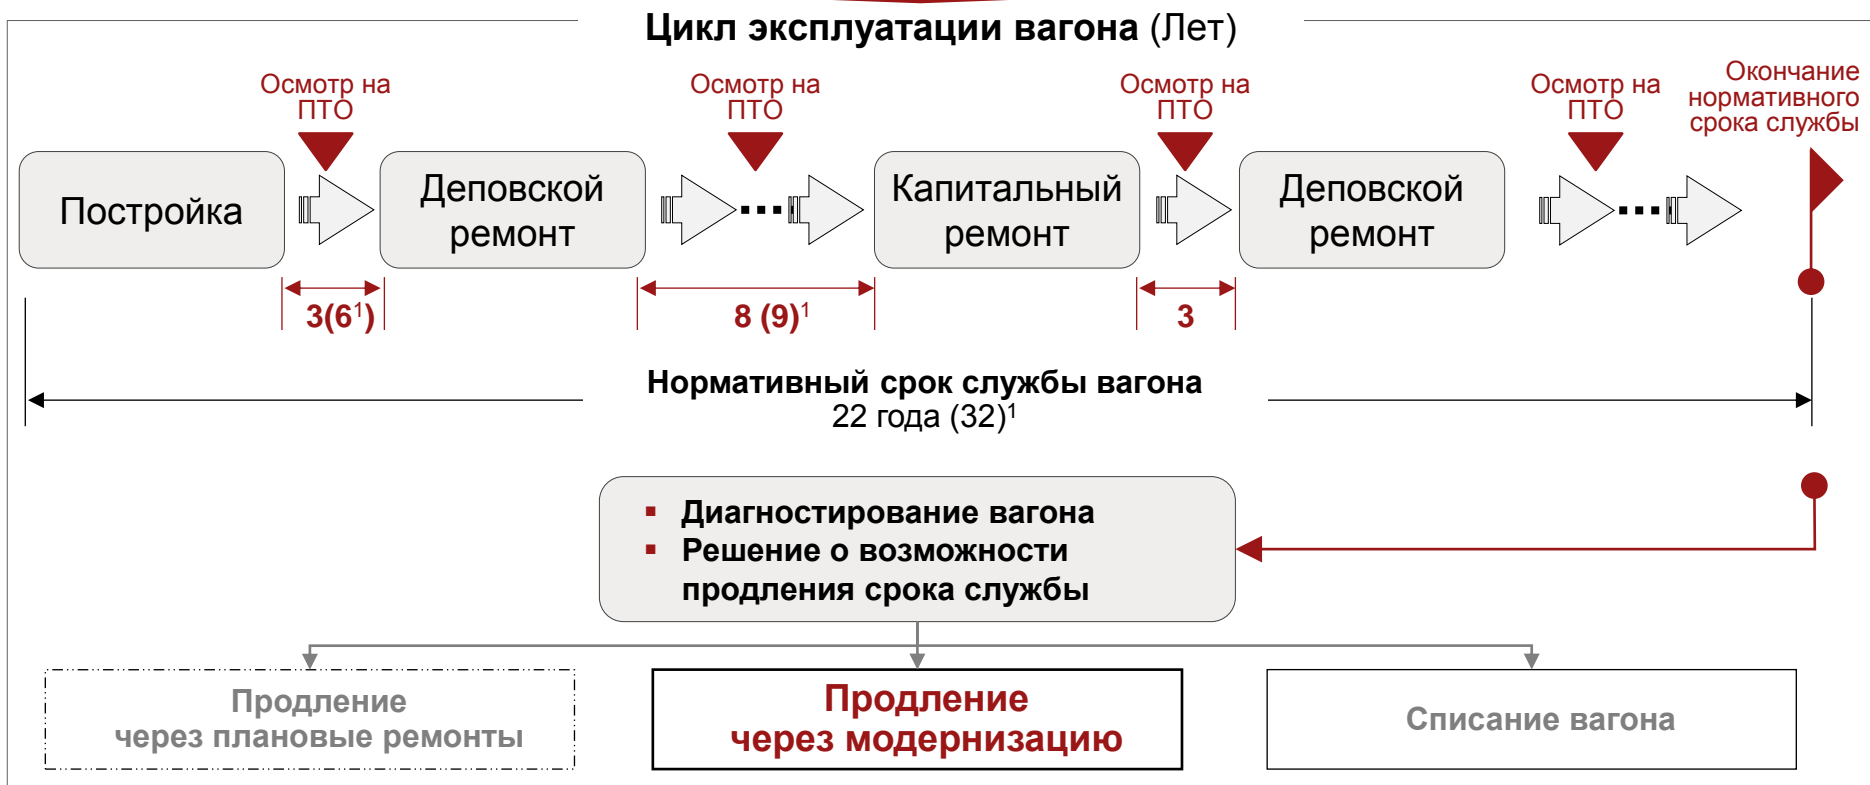 Цикл эксплуатации вагона (Лет)
Осмотр на
ПТО
Осмотр на
ПТО
Осмотр на
ПТО
Осмотр на
ПТО
Окончание
нормативного
срока службы
Постройка
Деповской
ремонт
Капитальный
ремонт
Деповской
ремонт
3(6¹)
8 (9)¹
3
Нормативный срок службы вагона
22 года (32)¹
▪ Диагностирование вагона
▪ Решение о возможности
продления срока службы
Продление
через плановые ремонты
Продление
через модернизацию
Списание вагона